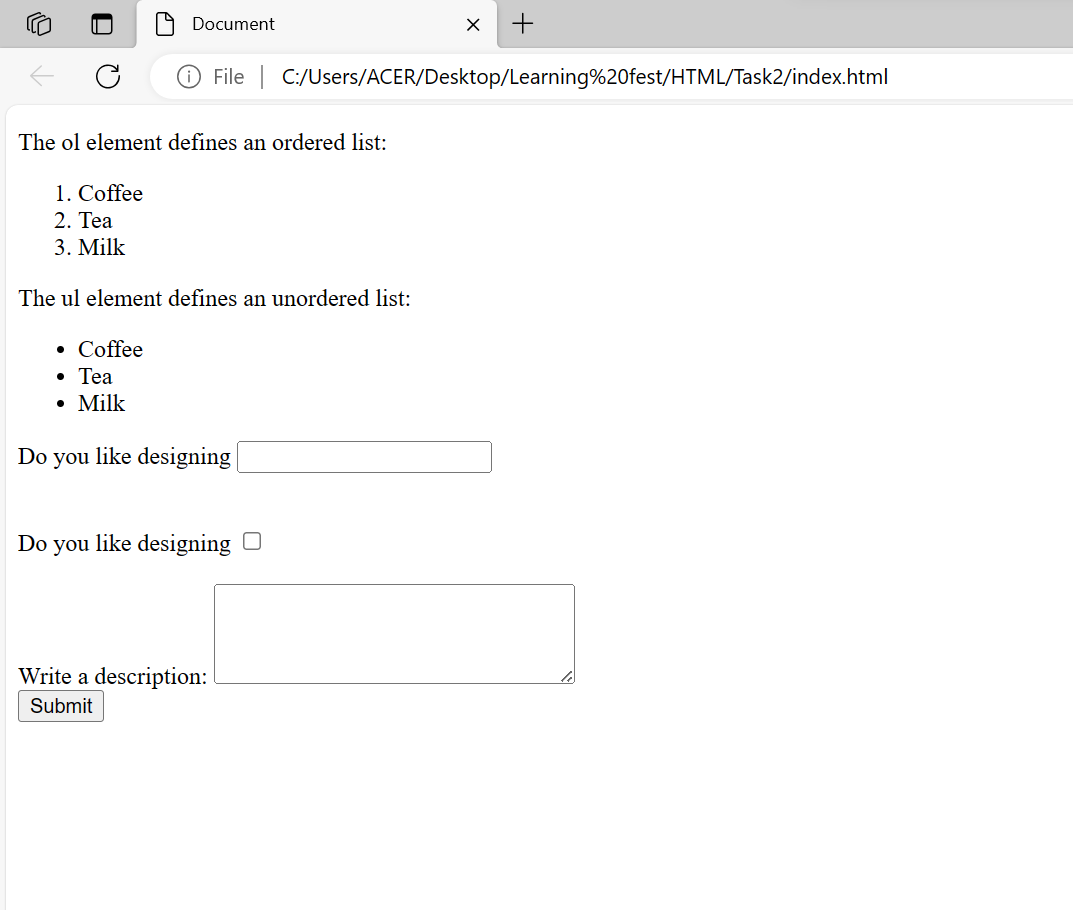 Document
File
C:/Users/ACER/Desktop/Learning%20fest/HTML/Task2/index.html
The ol element defines an ordered list:
1. Coffee
2. Tea
3. Milk
The ul element defines an unordered list:
• Coffee
• Tea
• Milk
Do you like designing
Do you like designing
Write a description:
Submit